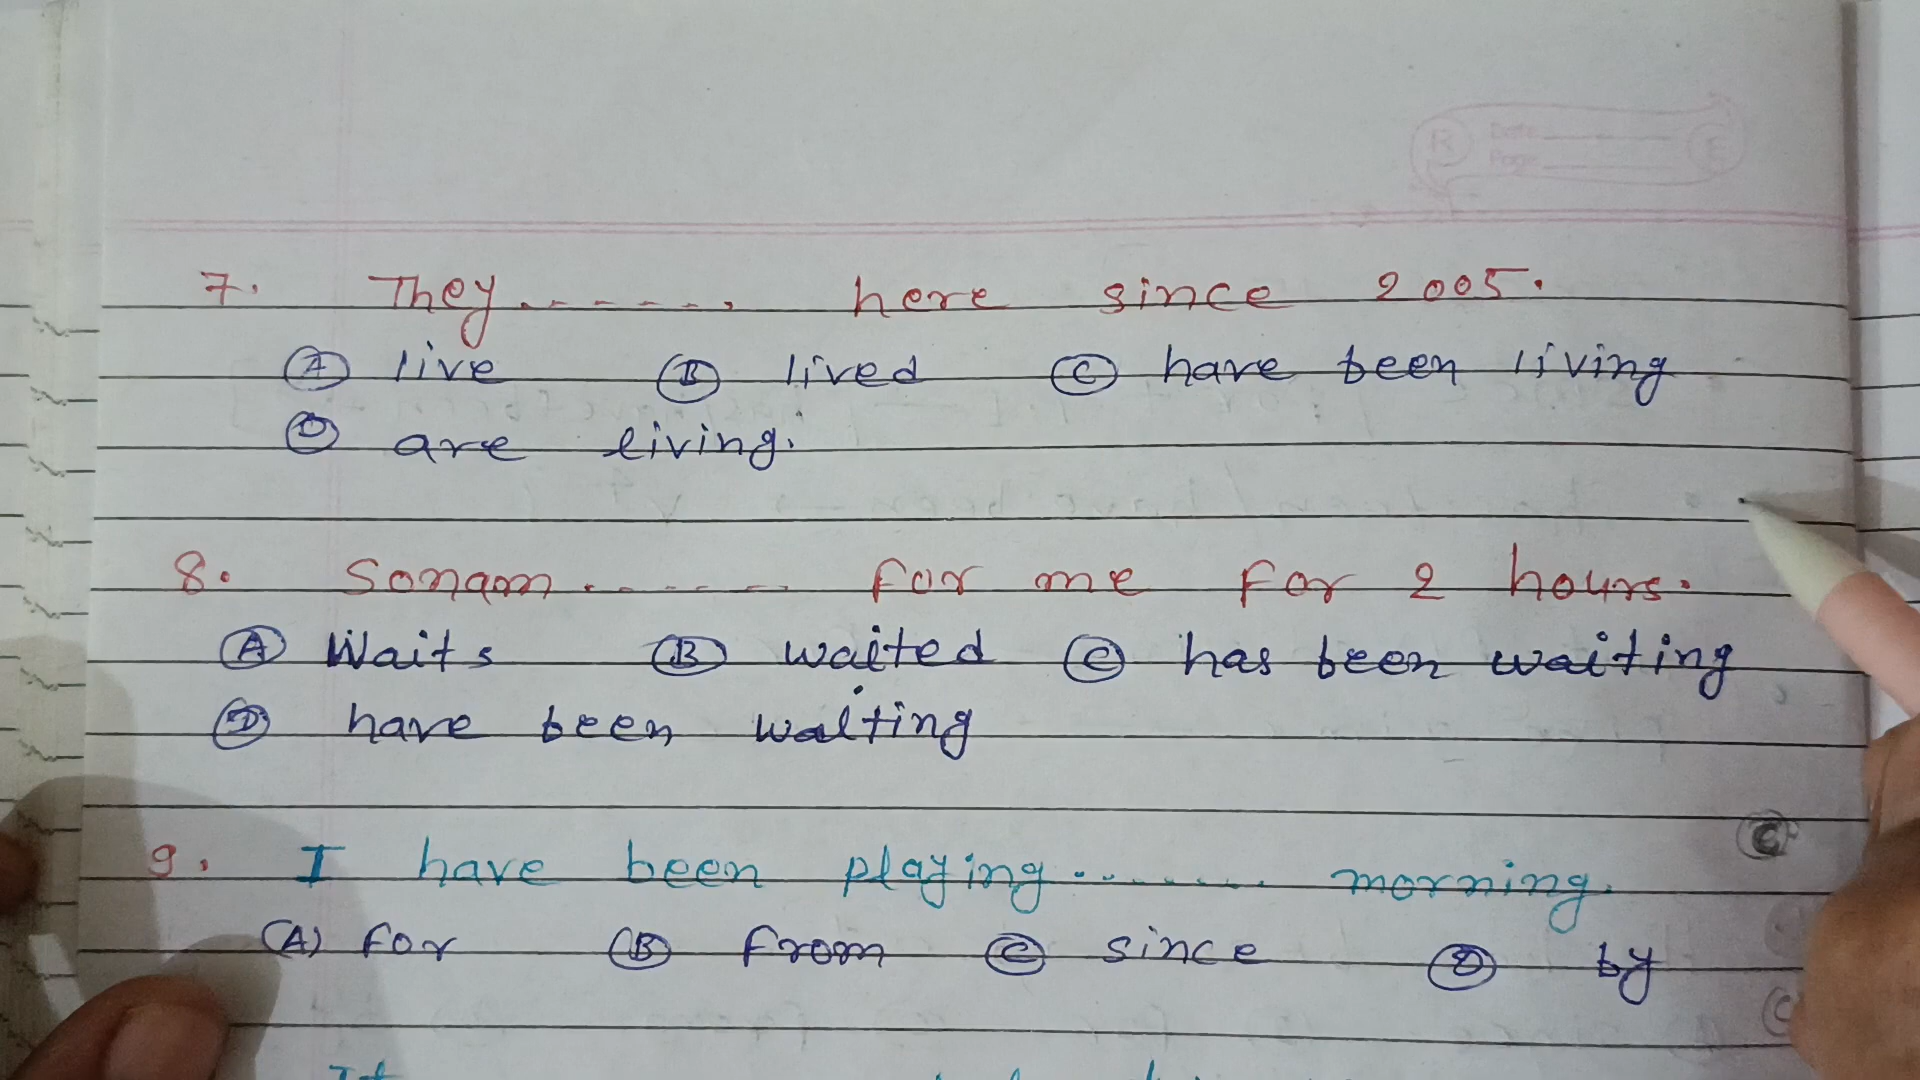 7. They....... here since 2005.
(A) live (B) lived (C) have been living
(D) are living.
8. Sonam....... for me for 2 hours.
(A) Waits (B) waited (C) has been waiting
(D) have been waiting
9. I have been playing........ morning.
(A) for (B) from (C) since (D) by